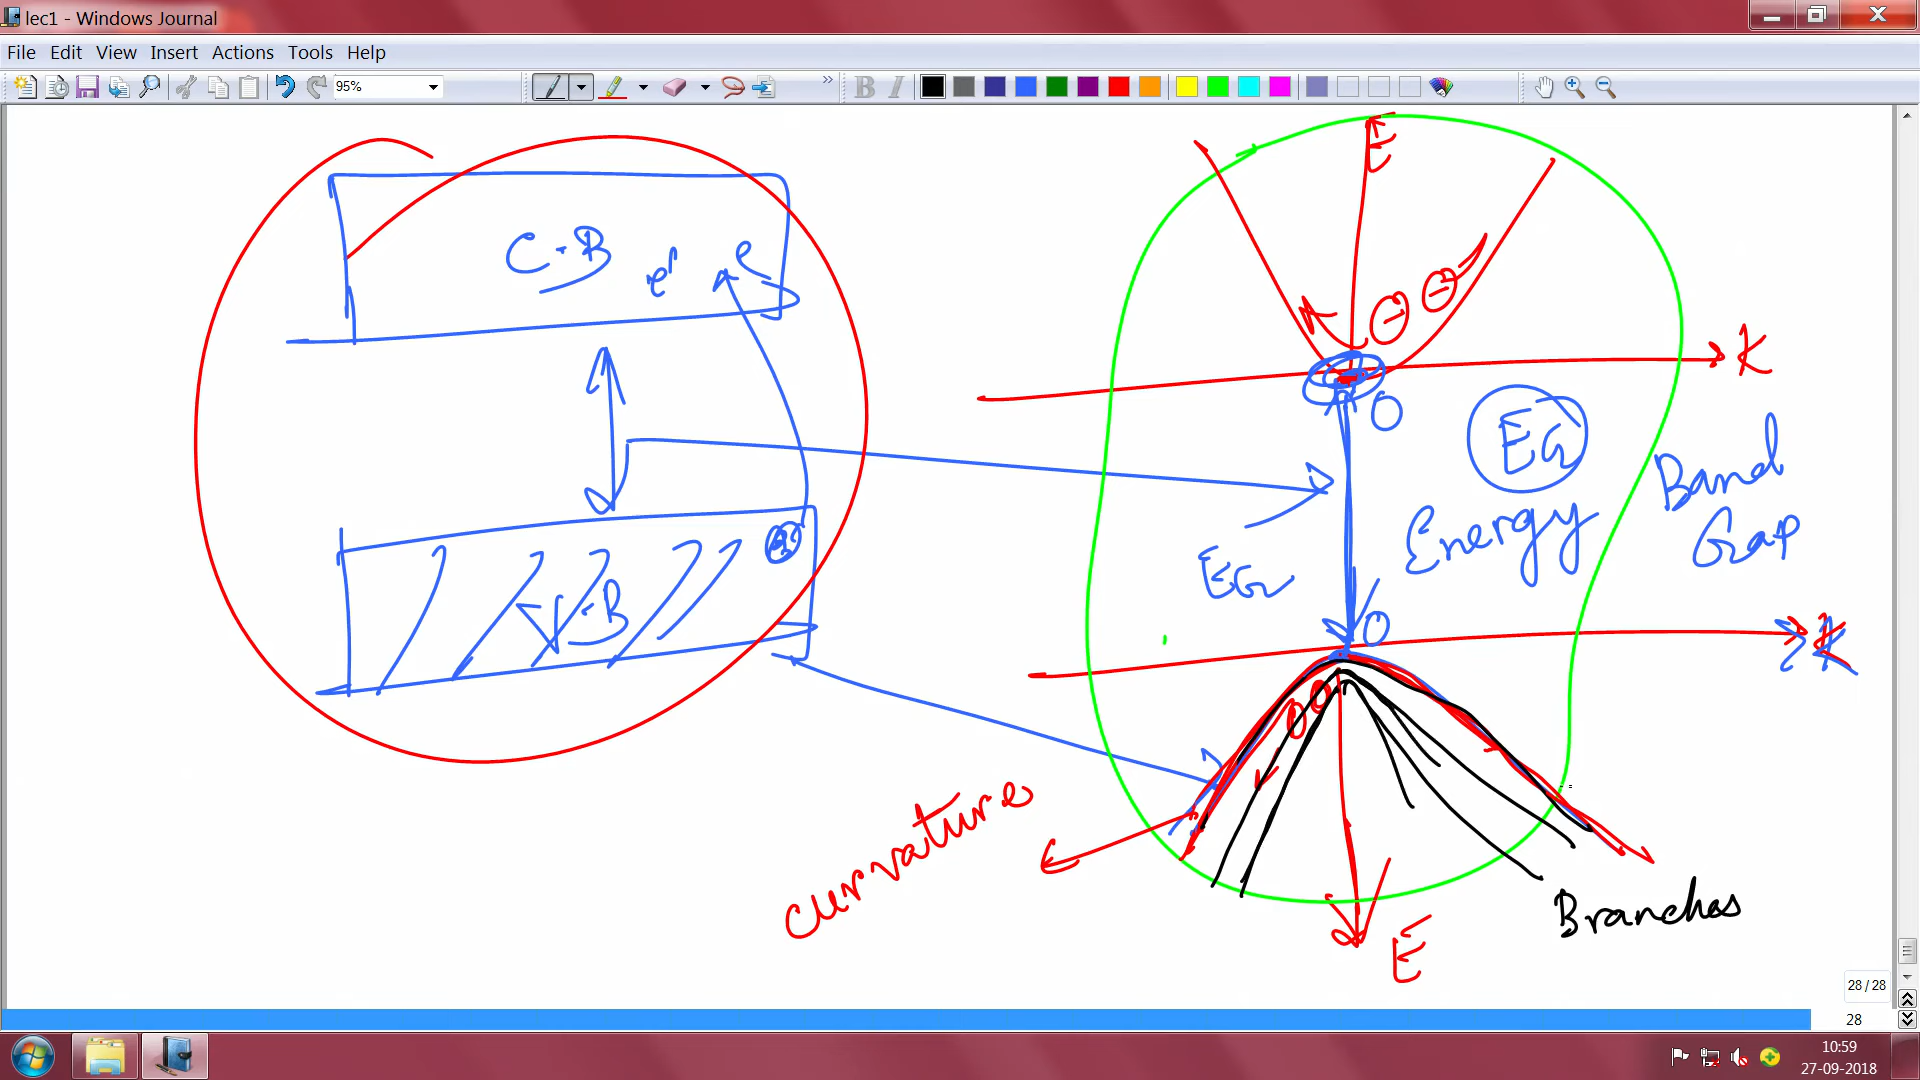 lec1 - Windows Journal
File Edit View Insert Actions Tools Help
95%
B I
C-B
e
E
K
O
EG
Energy
Band
Gap
EG
V-B
O
K
curvature
Branches
E
28 / 28
28
10:59
27-09-2018